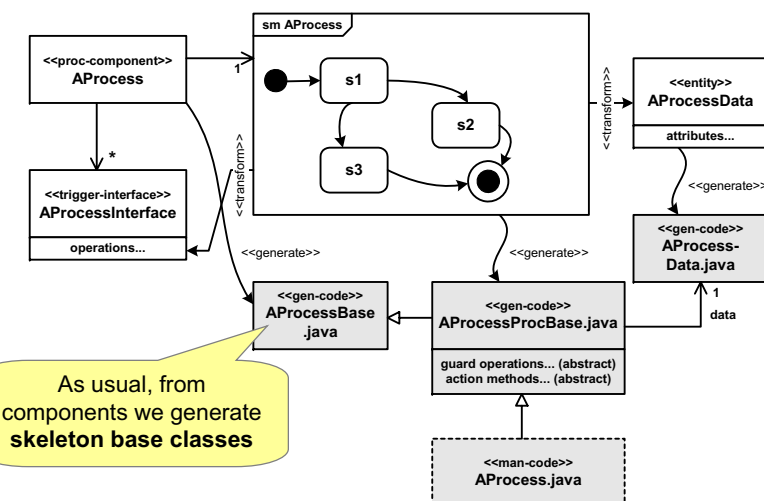 sm AProcess
<<proc-component>>
AProcess
1
s1
s2
s3
<<transform>>
<<entity>>
AProcessData
attributes...
*
<<transform>>
<<trigger-interface>>
AProcessInterface
operations...
<<generate>>
<<generate>>
<<generate>>
<<gen-code>>
AProcess-
Data.java
1
data
<<gen-code>>
AProcessBase
.java
<<gen-code>>
AProcessProcBase.java
guard operations... (abstract)
action methods... (abstract)
As usual, from
components we generate
skeleton base classes
<<man-code>>
AProcess.java